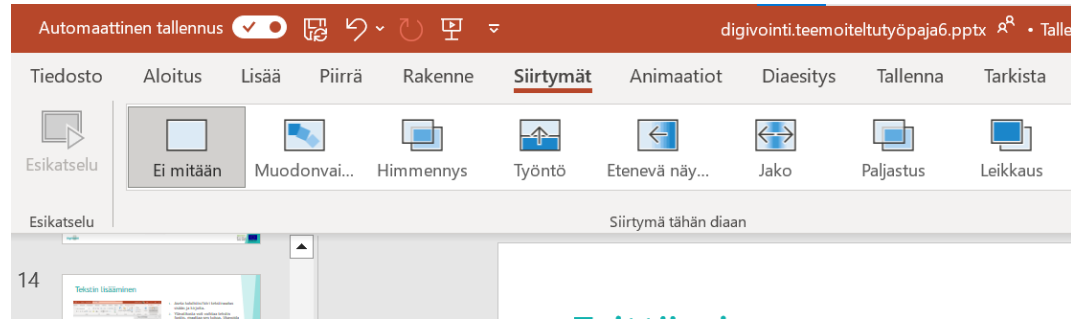 Automaattinen tallennus digivointi.teemoiteltutyöpaja6.pptx • Talle
Tiedosto Aloitus Lisää Piirrä Rakenne Siirtymät Animaatiot Diaesitys Tallenna Tarkista
Esikatselu Ei mitään Muodonvai... Himmennys Työntö Etenevä näy... Jako Paljastus Leikkaus
Esikatselu Siirtymä tähän diaan
14
Tekstin lisääminen